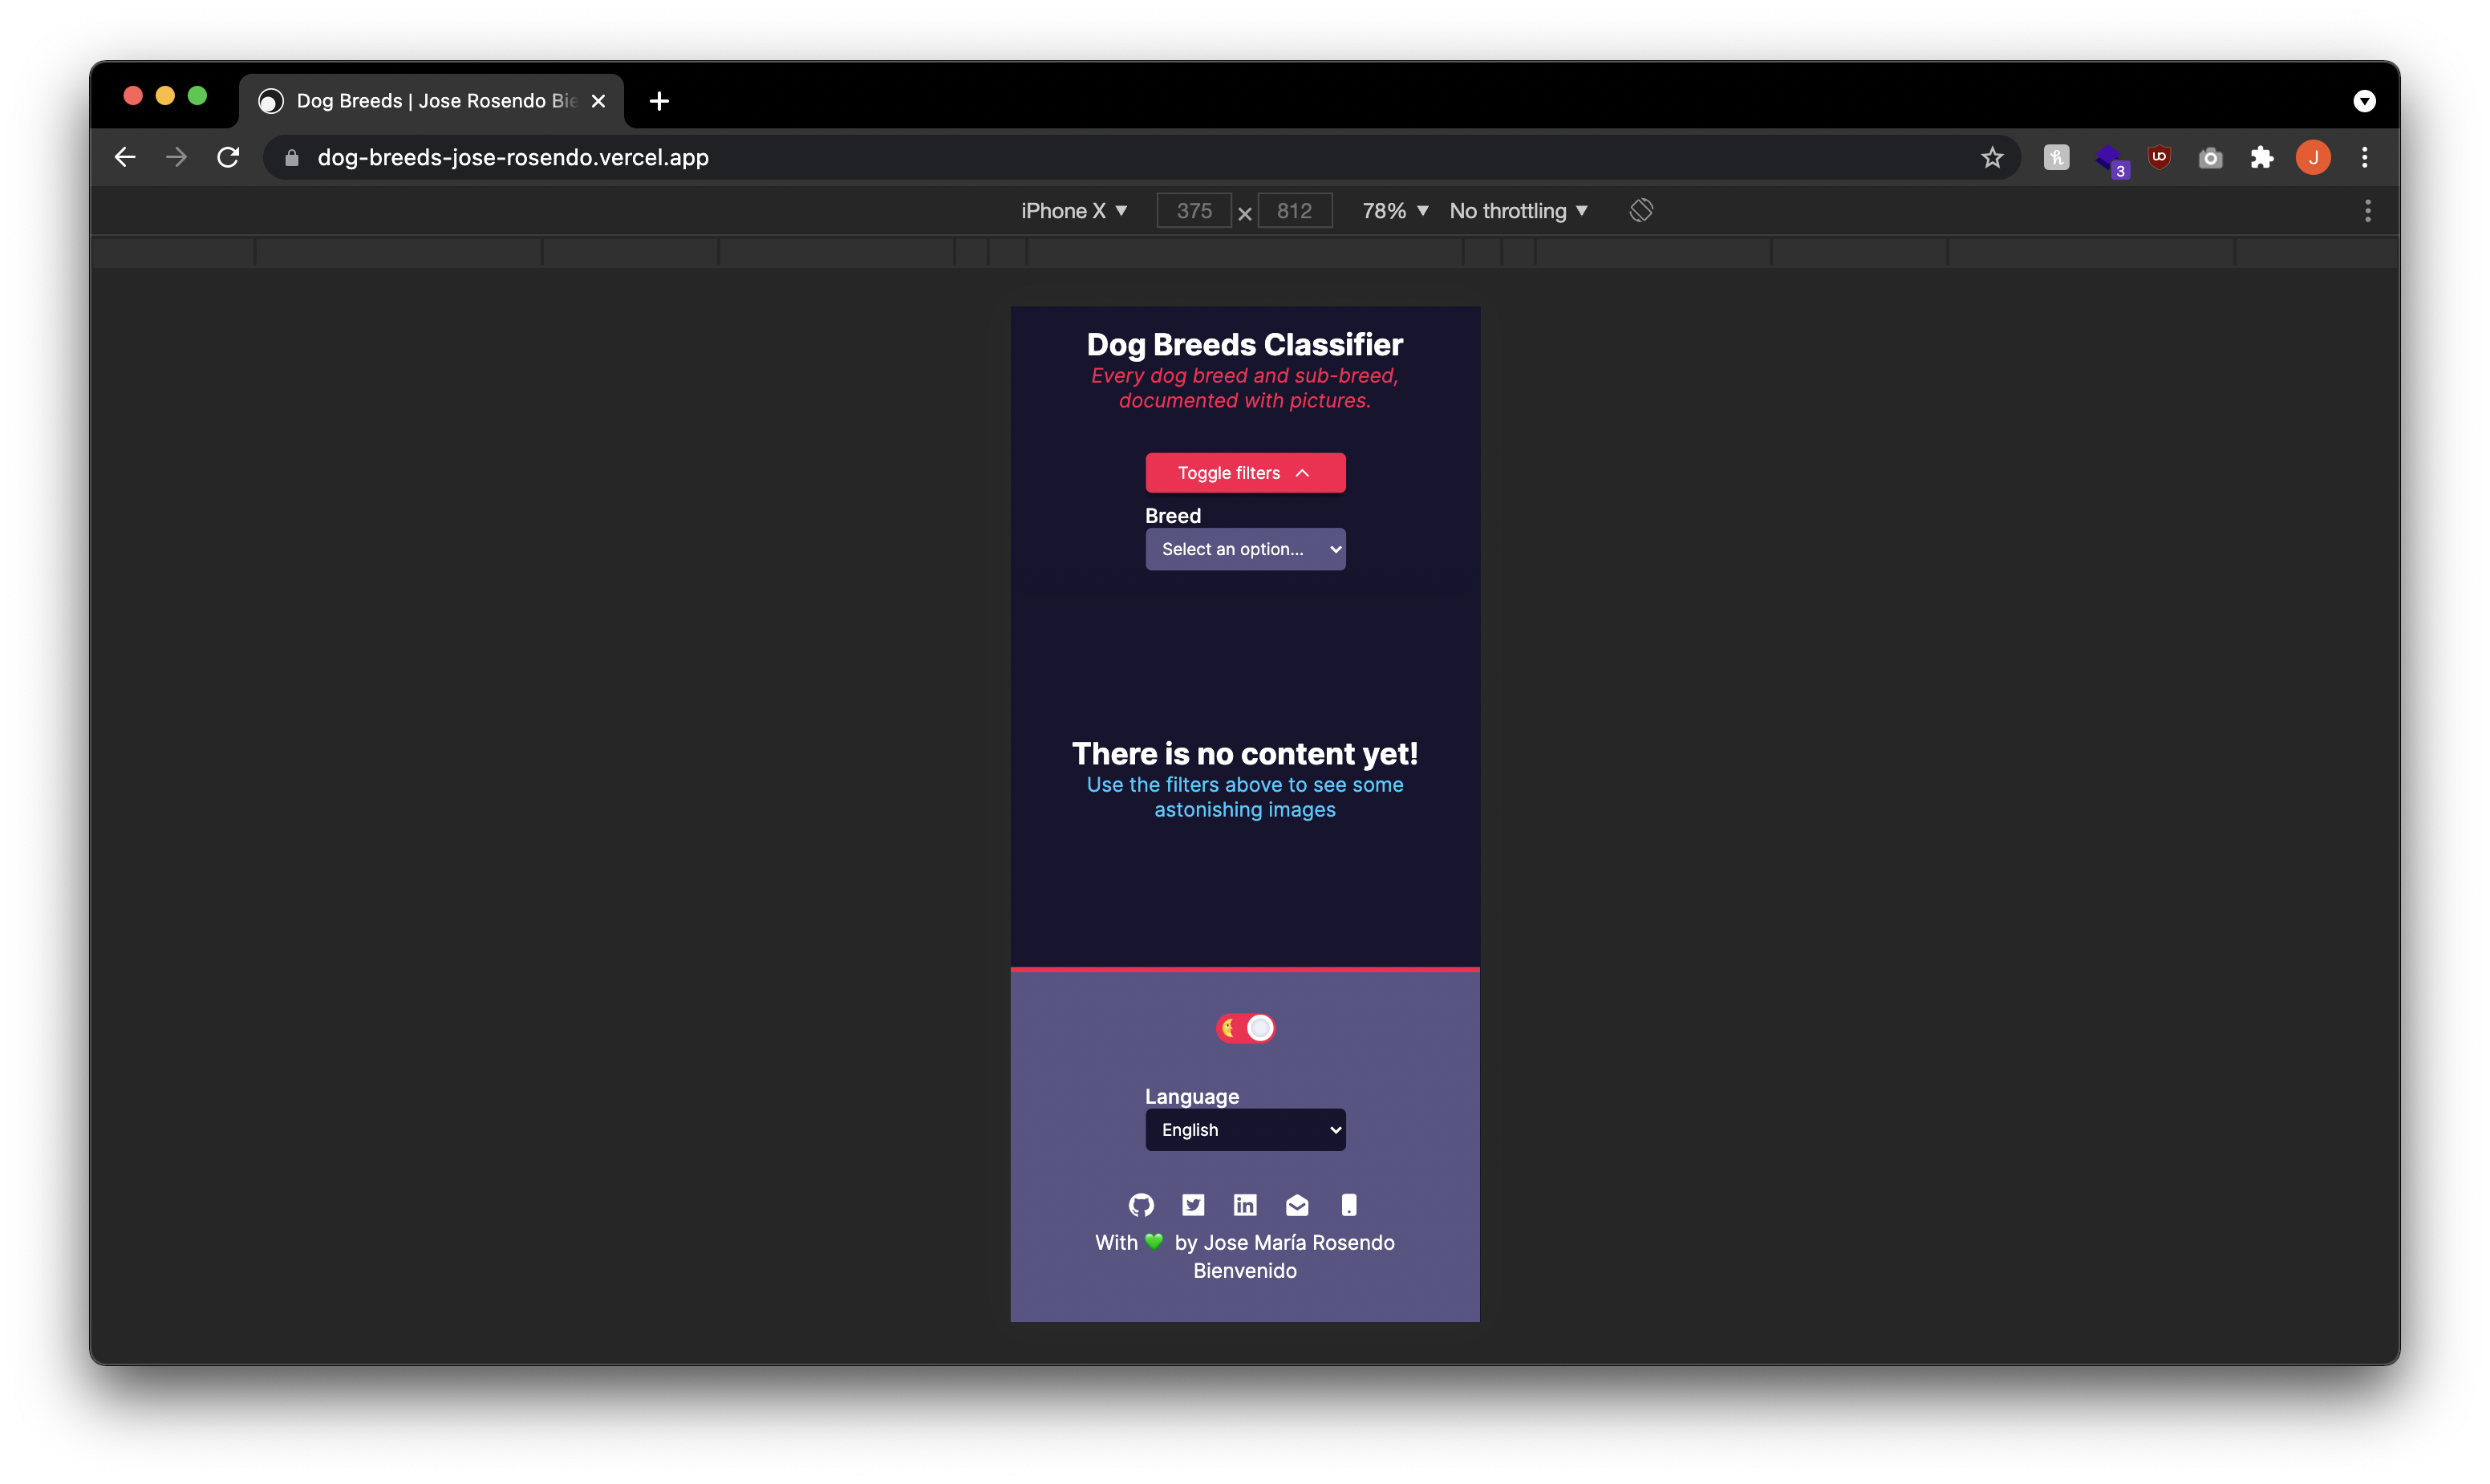 Dog Breeds | Jose Rosendo Bie
dog-breeds-jose-rosendo.vercel.app
3
J
iPhone X ▼ 375 × 812 78% ▼ No throttling ▼
Dog Breeds Classifier
Every dog breed and sub-breed,
documented with pictures.
Toggle filters
Breed
Select an option...
There is no content yet!
Use the filters above to see some
astonishing images
Language
English
With 💚 by Jose María Rosendo
Bienvenido